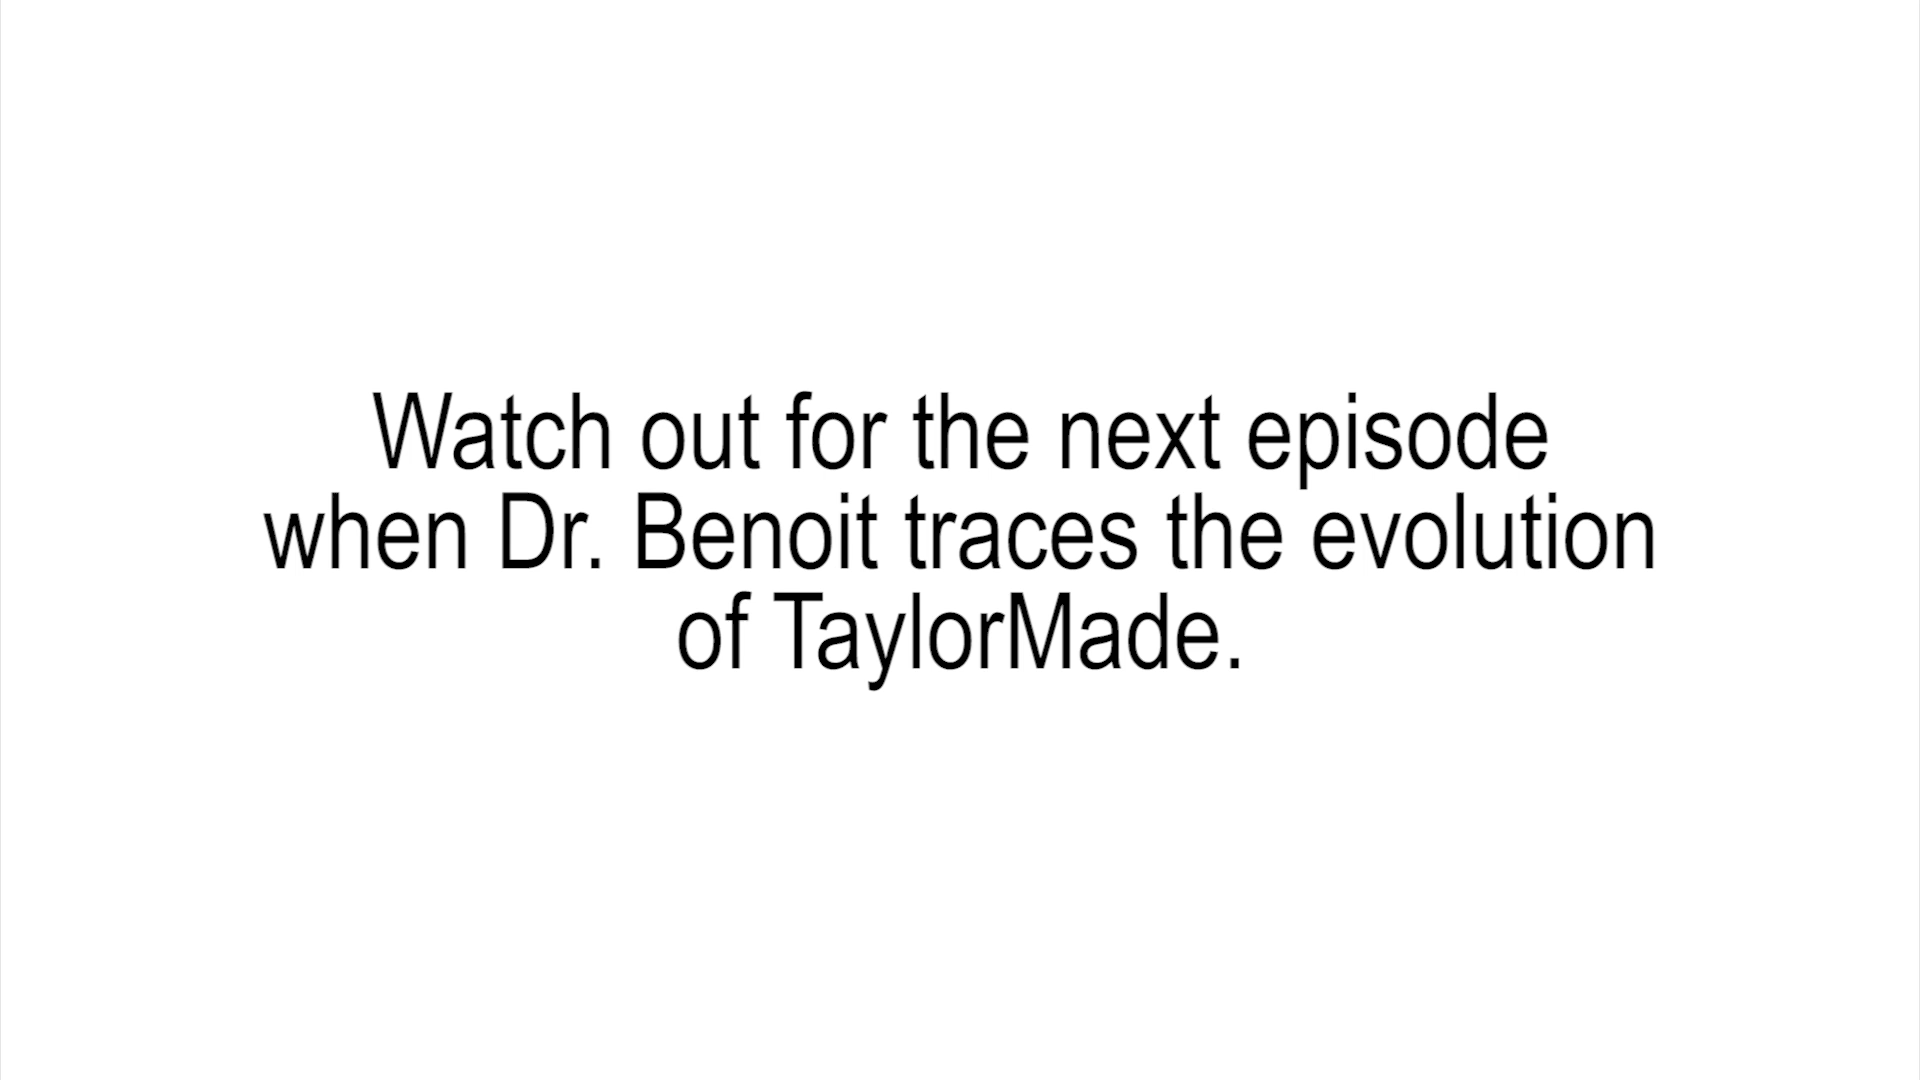 Watch out for the next episode
when Dr. Benoit traces the evolution
of TaylorMade.